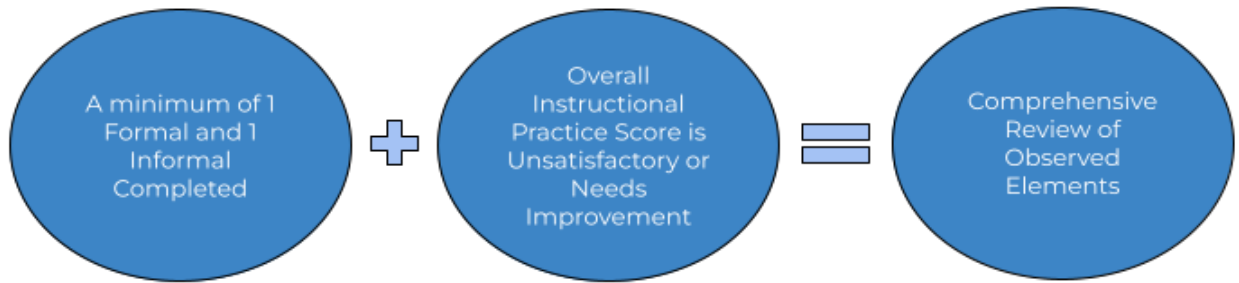 A minimum of 1
Formal and 1
Informal
Completed
Overall
Instructional
Practice Score is
Unsatisfactory or
Needs
Improvement
Comprehensive
Review of
Observed
Elements